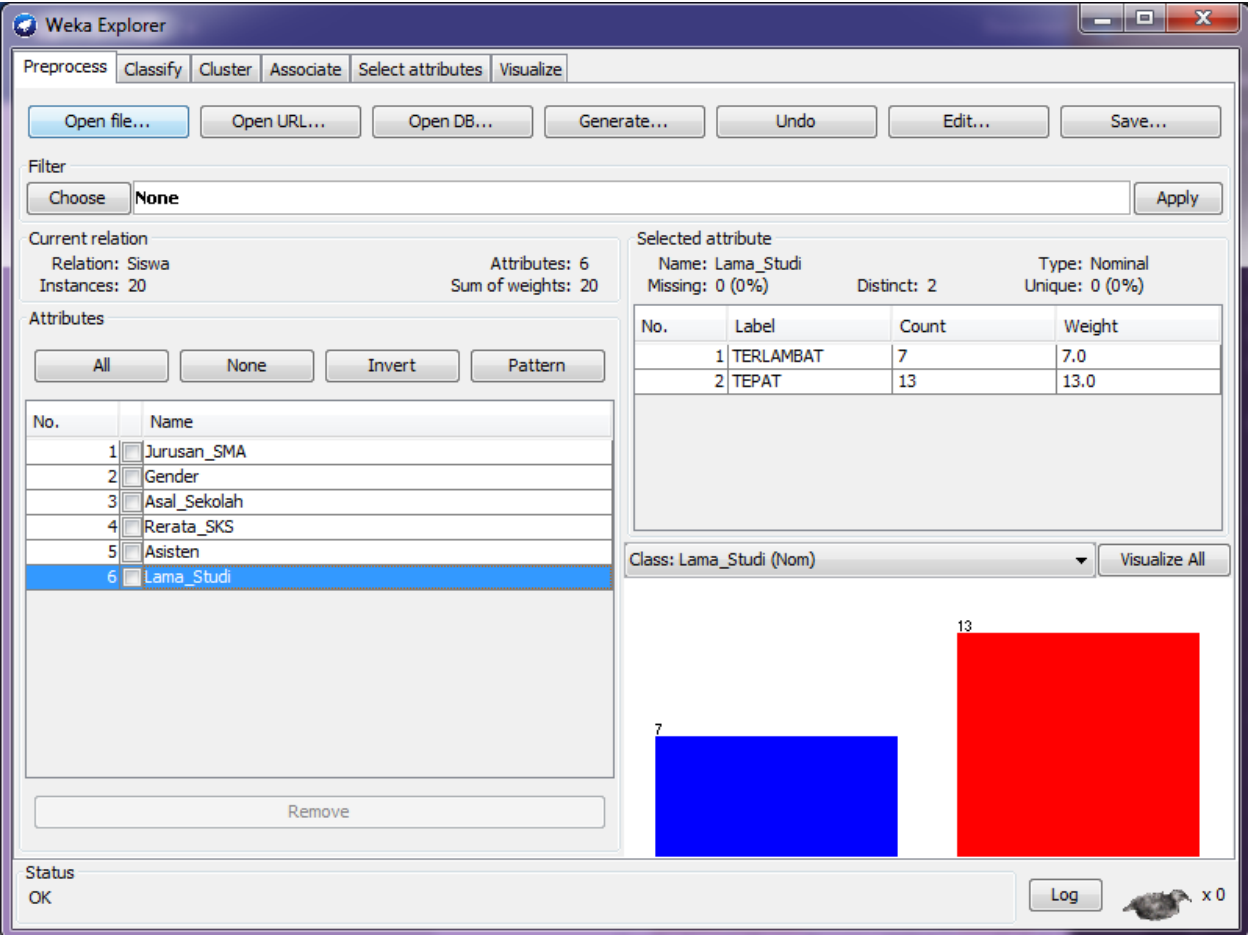 Weka Explorer
Preprocess Classify Cluster Associate Select attributes Visualize
Open file... Open URL... Open DB... Generate... Undo Edit... Save...
Filter
Choose None Apply
Current relation
Relation: Siswa Attributes: 6
Instances: 20 Sum of weights: 20
Attributes
All None Invert Pattern
No. Name
1 Jurusan_SMA
2 Gender
3 Asal_Sekolah
4 Rerata_SKS
5 Asisten
6 Lama_Studi
Remove
Selected attribute
Name: Lama_Studi Type: Nominal
Missing: 0 (0%) Distinct: 2 Unique: 0 (0%)
No. Label Count Weight
1 TERLAMBAT 7 7.0
2 TEPAT 13 13.0
Class: Lama_Studi (Nom) Visualize All
13
7
Status
OK
Log x 0